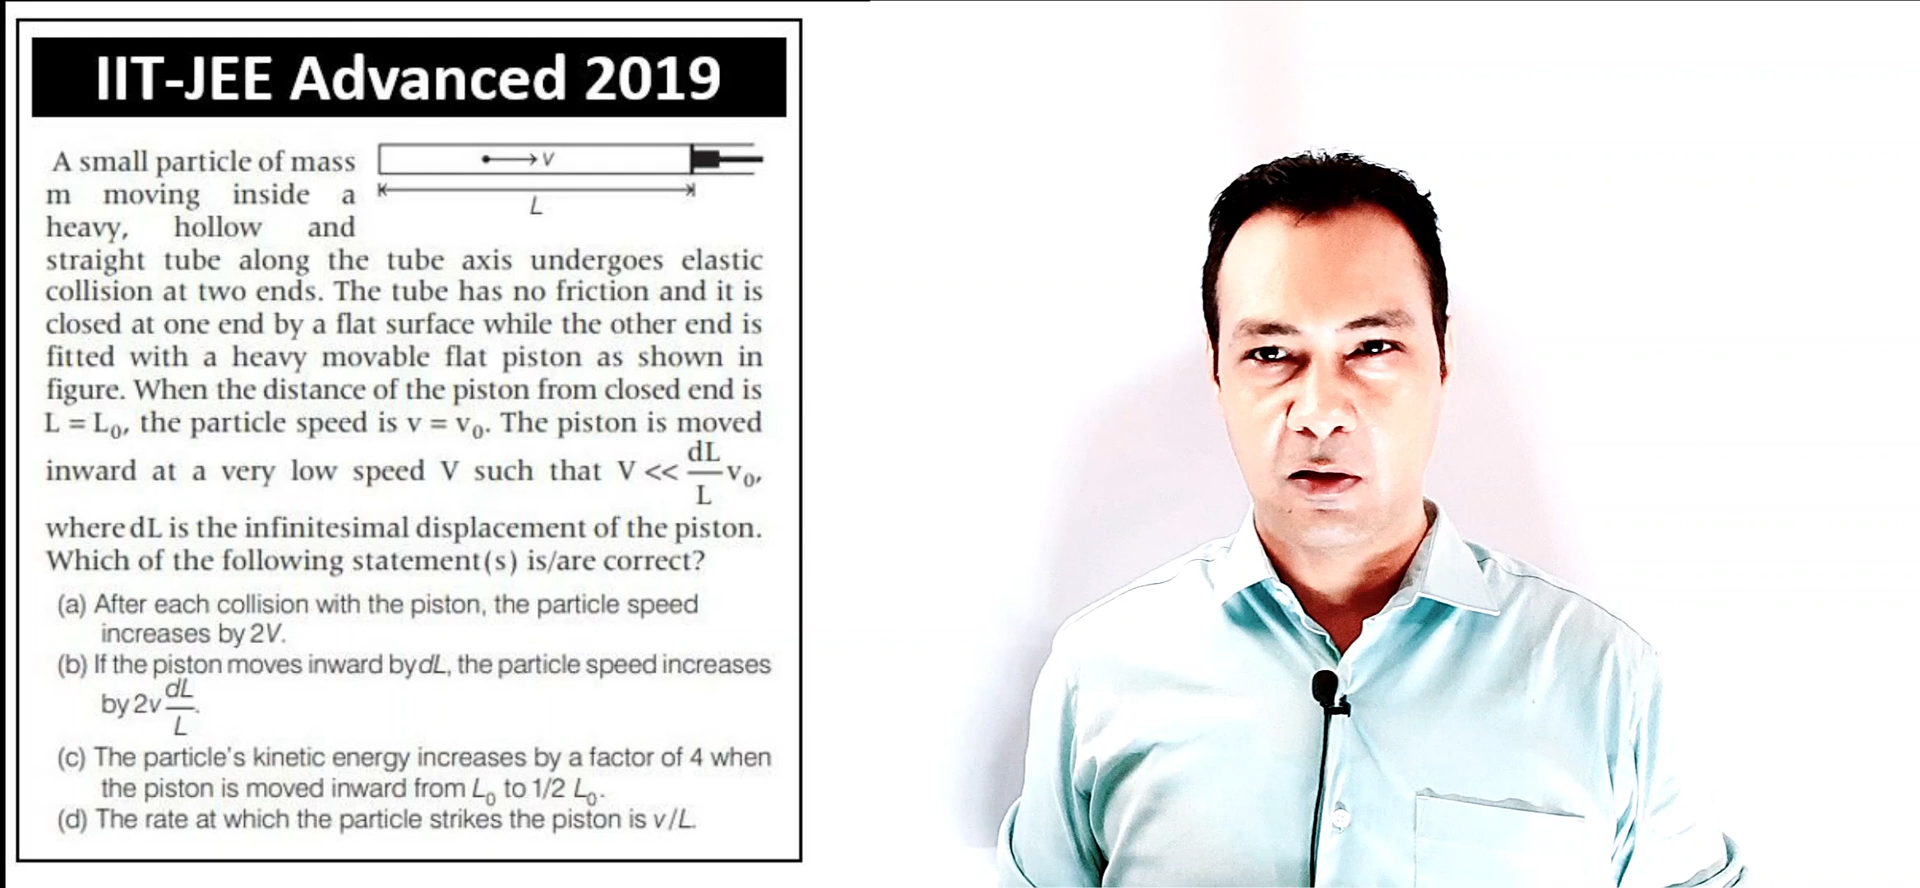 IIT-JEE Advanced 2019
A small particle of mass
m moving inside a
heavy, hollow and
straight tube along the tube axis undergoes elastic
collision at two ends. The tube has no friction and it is
closed at one end by a flat surface while the other end is
fitted with a heavy movable flat piston as shown in
figure. When the distance of the piston from closed end is
L = L₀, the particle speed is v = v₀. The piston is moved
inward at a very low speed V such that V << dL/L v₀,
where dL is the infinitesimal displacement of the piston.
Which of the following statement(s) is/are correct?
(a) After each collision with the piston, the particle speed
increases by 2V.
(b) If the piston moves inward by dL, the particle speed increases
by 2v dL/L.
(c) The particle's kinetic energy increases by a factor of 4 when
the piston is moved inward from L₀ to 1/2 L₀.
(d) The rate at which the particle strikes the piston is v/L.
v
L